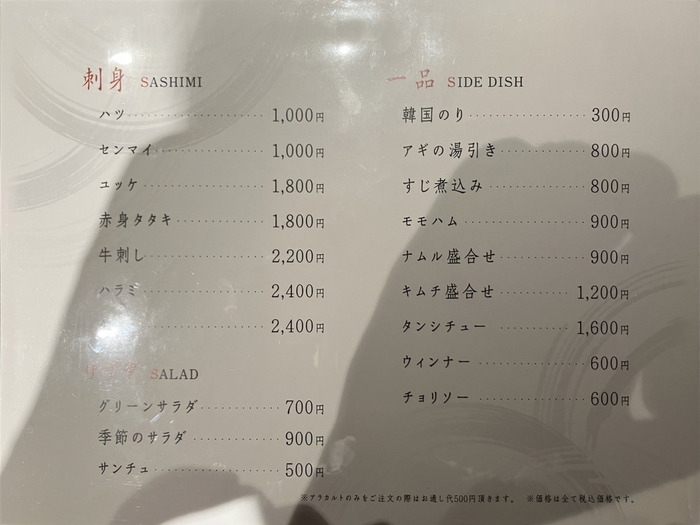 刺身 SASHIMI
ハツ 1,000円
センマイ 1,000円
ユッケ 1,800円
赤身タタキ 1,800円
牛刺し 2,200円
ハラミ 2,400円
2,400円
SALAD
グリーンサラダ 700円
季節のサラダ 900円
サンチュ 500円
一品 SIDE DISH
韓国のり 300円
アギの湯引き 800円
すじ煮込み 800円
モモハム 900円
ナムル盛合せ 900円
キムチ盛合せ 1,200円
タンシチュー 1,600円
ウィンナー 600円
チョリソー 600円
※アラカルトのみをご注文の際はお通し代500円頂きます。 ※価格は全て税込価格です。